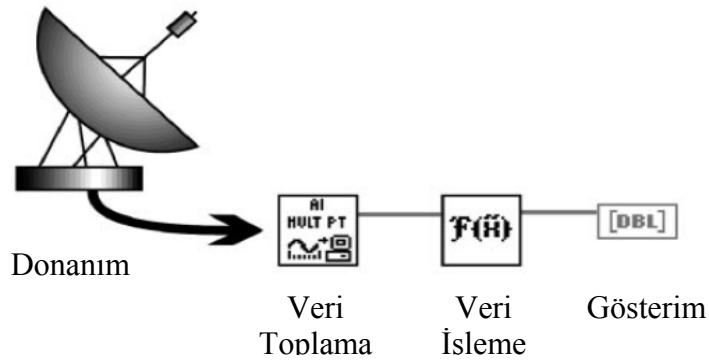 AI
MULT PT
F{X}
[DBL]
Donanım
Veri
Toplama
Veri
İşleme
Gösterim